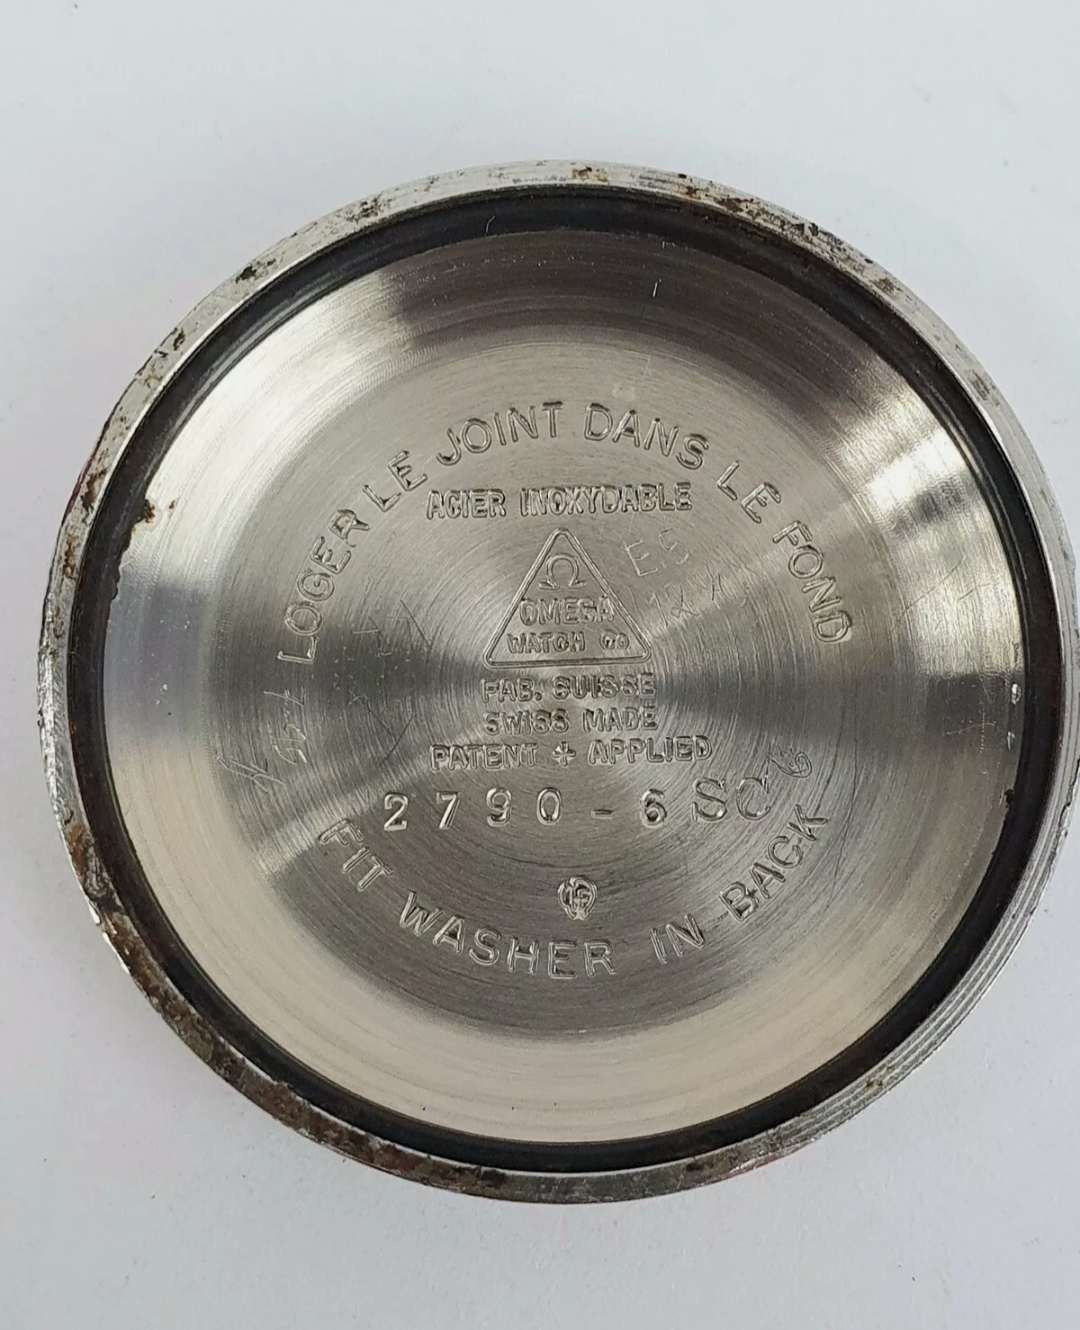 LOGER LE JOINT DANS LE FOND
ACIER INOXYDABLE
Ω
OMEGA
WATCH Co
FAB. SUISSE
SWISS MADE
PATENT + APPLIED
2790-6 SC
FIT WASHER IN BACK
ES